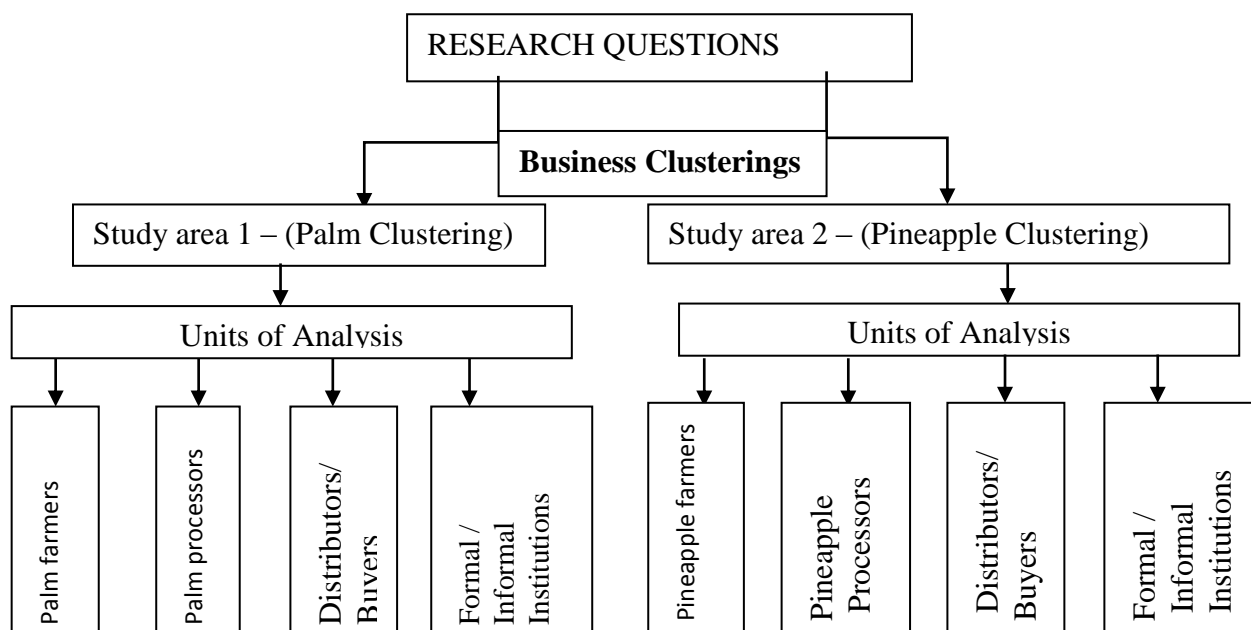 RESEARCH QUESTIONS
Business Clusterings
Study area 1 – (Palm Clustering)
Study area 2 – (Pineapple Clustering)
Units of Analysis
Units of Analysis
Palm farmers
Palm processors
Distributors/
Buyers
Formal /
Informal
Institutions
Pineapple farmers
Pineapple
Processors
Distributors/
Buyers
Formal /
Informal
Institutions